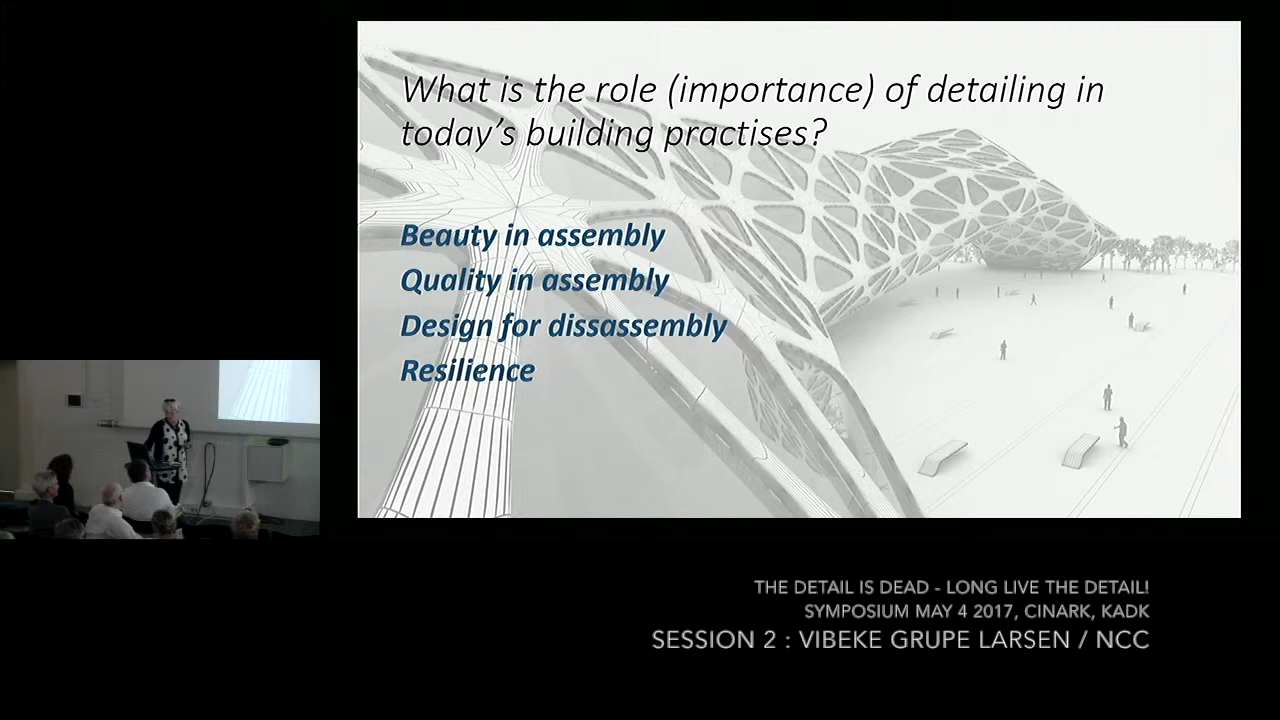 What is the role (importance) of detailing in
today's building practises?
Beauty in assembly
Quality in assembly
Design for dissassembly
Resilience
THE DETAIL IS DEAD - LONG LIVE THE DETAIL!
SYMPOSIUM MAY 4 2017, CINARK, KADK
SESSION 2 : VIBEKE GRUPE LARSEN / NCC